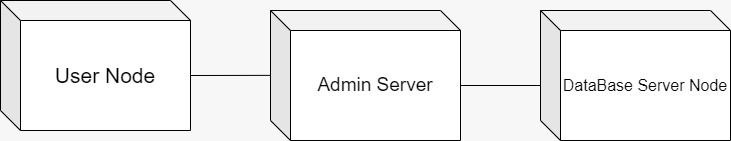 User Node
Admin Server
DataBase Server Node